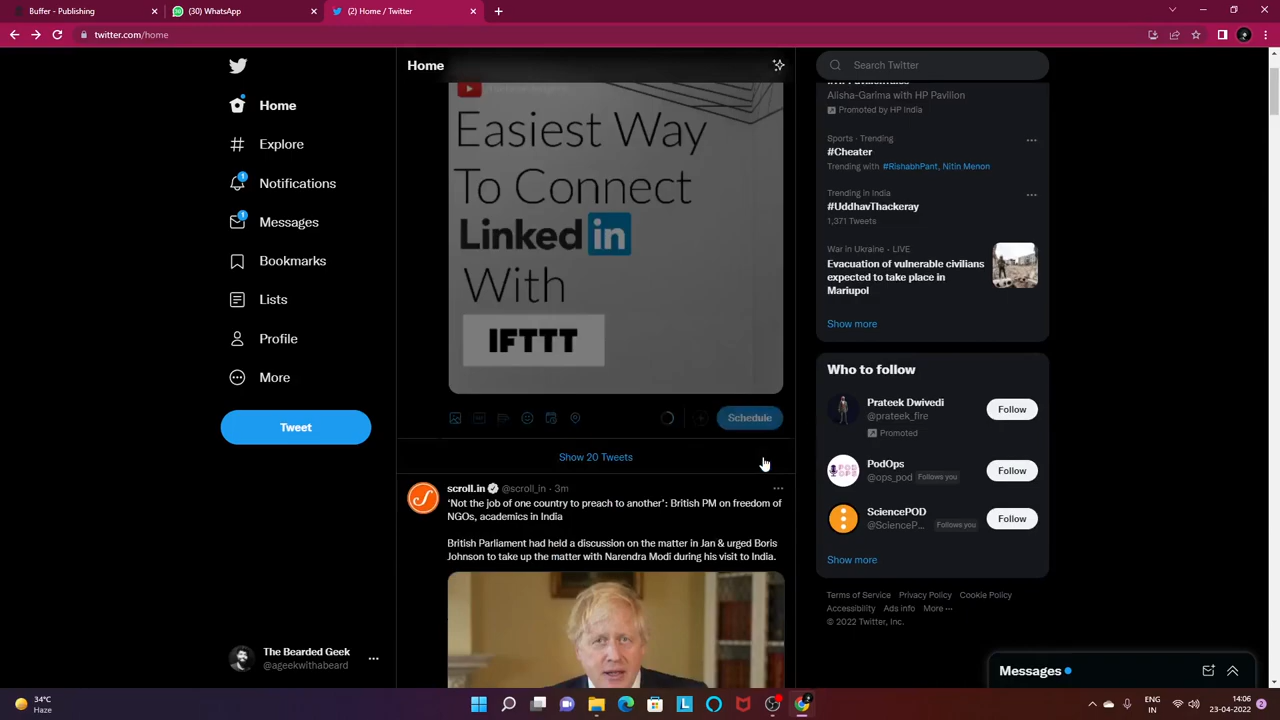 Buffer - Publishing
(30) WhatsApp
(2) Home / Twitter
twitter.com/home
Home
Explore
1
Notifications
1
Messages
Bookmarks
Lists
Profile
More
Tweet
The Bearded Geek
@ageekwithabeard
Home
Easiest Way
To Connect
Linked in
With
IFTTT
Schedule
Show 20 Tweets
scroll.in @scroll_in · 3m
‘Not the job of one country to preach to another’: British PM on freedom of
NGOs, academics in India
British Parliament had held a discussion on the matter in Jan & urged Boris
Johnson to take up the matter with Narendra Modi during his visit to India.
Search Twitter
Alisha-Garima with HP Pavilion
Promoted by HP India
Sports · Trending
#Cheater
Trending with #RishabhPant, Nitin Menon
Trending in India
#UddhavThackeray
1,371 Tweets
War in Ukraine · LIVE
Evacuation of vulnerable civilians
expected to take place in
Mariupol
Show more
Who to follow
Prateek Dwivedi
@prateek_fire
Follow
Promoted
PodOps
@ops_pod Follows you
Follow
SciencePOD
@ScienceP... Follows you
Follow
Show more
Terms of Service Privacy Policy Cookie Policy
Accessibility Ads info More ···
© 2022 Twitter, Inc.
Messages
34°C
Haze
ENG
IN
14:06
23-04-2022
2